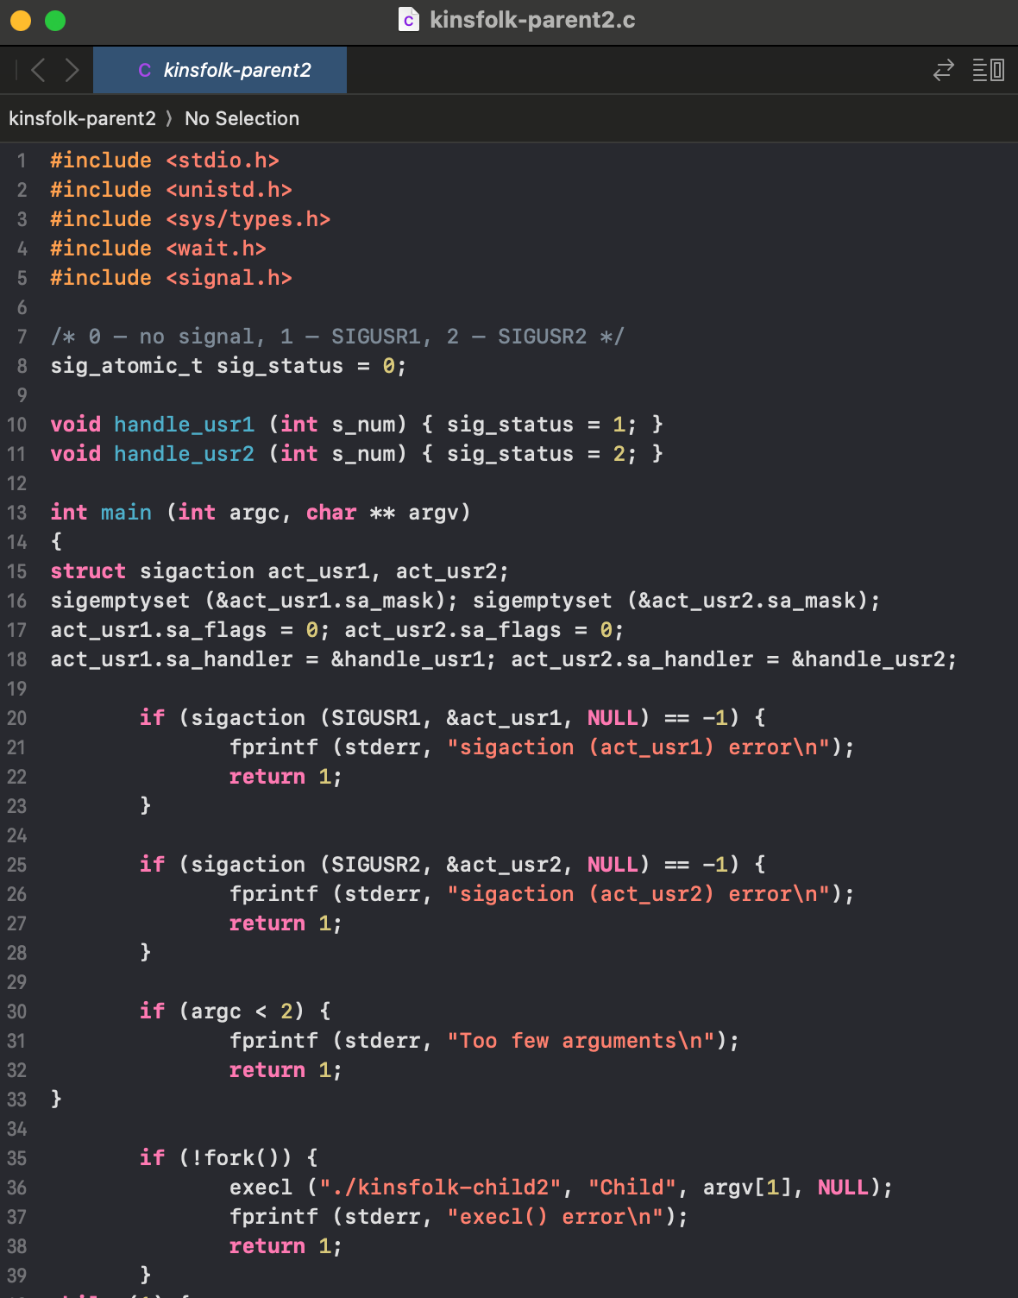 C kinsfolk-parent2.c
C kinsfolk-parent2
kinsfolk-parent2 ⟩ No Selection
1 #include <stdio.h>
2 #include <unistd.h>
3 #include <sys/types.h>
4 #include <wait.h>
5 #include <signal.h>
6
7 /* 0 – no signal, 1 – SIGUSR1, 2 – SIGUSR2 */
8 sig_atomic_t sig_status = 0;
9
10 void handle_usr1 (int s_num) { sig_status = 1; }
11 void handle_usr2 (int s_num) { sig_status = 2; }
12
13 int main (int argc, char ** argv)
14 {
15 struct sigaction act_usr1, act_usr2;
16 sigemptyset (&act_usr1.sa_mask); sigemptyset (&act_usr2.sa_mask);
17 act_usr1.sa_flags = 0; act_usr2.sa_flags = 0;
18 act_usr1.sa_handler = &handle_usr1; act_usr2.sa_handler = &handle_usr2;
19
20 if (sigaction (SIGUSR1, &act_usr1, NULL) == –1) {
21 fprintf (stderr, "sigaction (act_usr1) error\n");
22 return 1;
23 }
24
25 if (sigaction (SIGUSR2, &act_usr2, NULL) == –1) {
26 fprintf (stderr, "sigaction (act_usr2) error\n");
27 return 1;
28 }
29
30 if (argc < 2) {
31 fprintf (stderr, "Too few arguments\n");
32 return 1;
33 }
34
35 if (!fork()) {
36 execl ("./kinsfolk-child2", "Child", argv[1], NULL);
37 fprintf (stderr, "execl() error\n");
38 return 1;
39 }